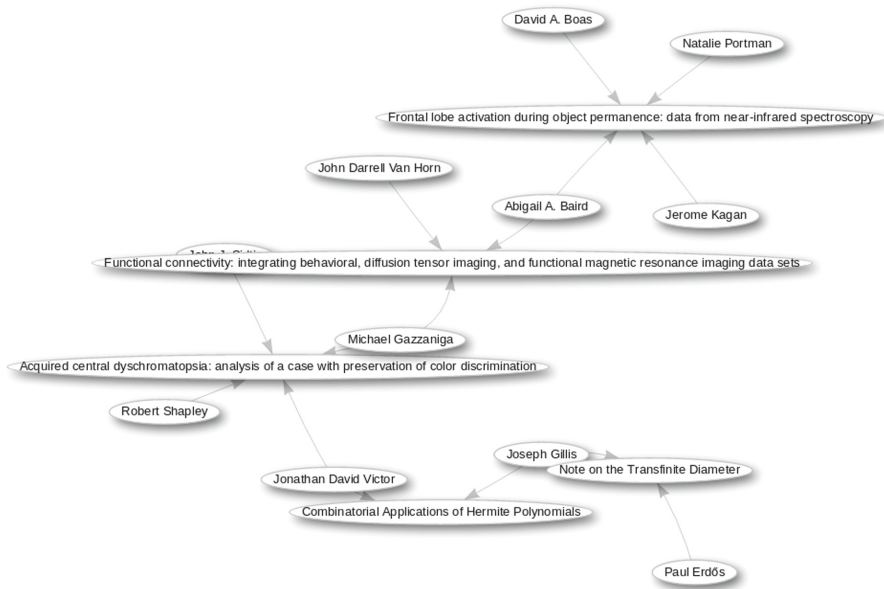 David A. Boas
Natalie Portman
Frontal lobe activation during object permanence: data from near-infrared spectroscopy
John Darrell Van Horn
Abigail A. Baird
Jerome Kagan
Functional connectivity: integrating behavioral, diffusion tensor imaging, and functional magnetic resonance imaging data sets
Michael Gazzaniga
Acquired central dyschromatopsia: analysis of a case with preservation of color discrimination
Robert Shapley
Joseph Gillis
Note on the Transfinite Diameter
Jonathan David Victor
Combinatorial Applications of Hermite Polynomials
Paul Erdős